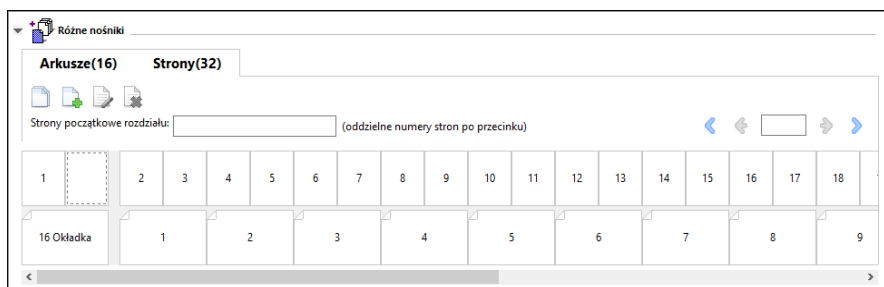 Różne nośniki
Arkusze(16) Strony(32)
Strony początkowe rozdziału: (oddzielne numery stron po przecinku)
1 2 3 4 5 6 7 8 9 10 11 12 13 14 15 16 17 18
16 Okładka 1 2 3 4 5 6 7 8 9